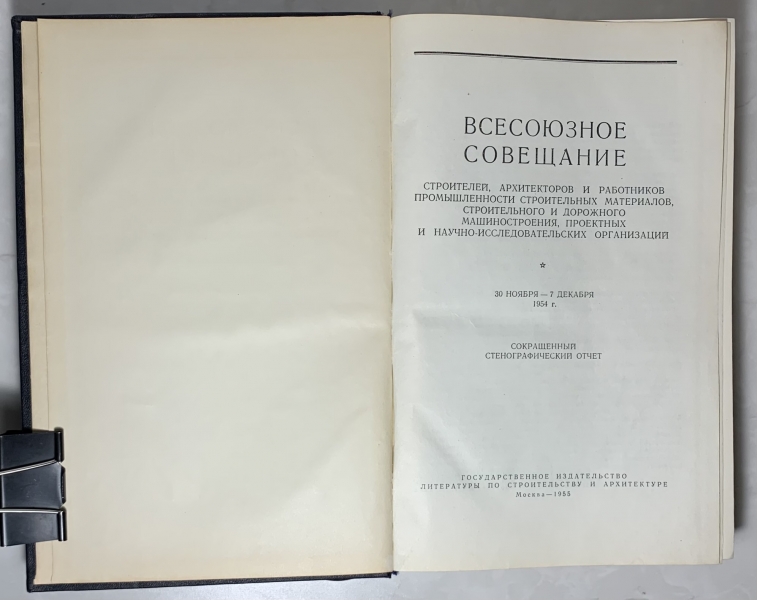 ВСЕСОЮЗНОЕ
СОВЕЩАНИЕ
СТРОИТЕЛЕЙ, АРХИТЕКТОРОВ И РАБОТНИКОВ
ПРОМЫШЛЕННОСТИ СТРОИТЕЛЬНЫХ МАТЕРИАЛОВ,
СТРОИТЕЛЬНОГО И ДОРОЖНОГО
МАШИНОСТРОЕНИЯ, ПРОЕКТНЫХ
И НАУЧНО-ИССЛЕДОВАТЕЛЬСКИХ ОРГАНИЗАЦИЙ
30 НОЯБРЯ — 7 ДЕКАБРЯ
1954 г.
СОКРАЩЕННЫЙ
СТЕНОГРАФИЧЕСКИЙ ОТЧЕТ
ГОСУДАРСТВЕННОЕ ИЗДАТЕЛЬСТВО
ЛИТЕРАТУРЫ ПО СТРОИТЕЛЬСТВУ И АРХИТЕКТУРЕ
Москва — 1955